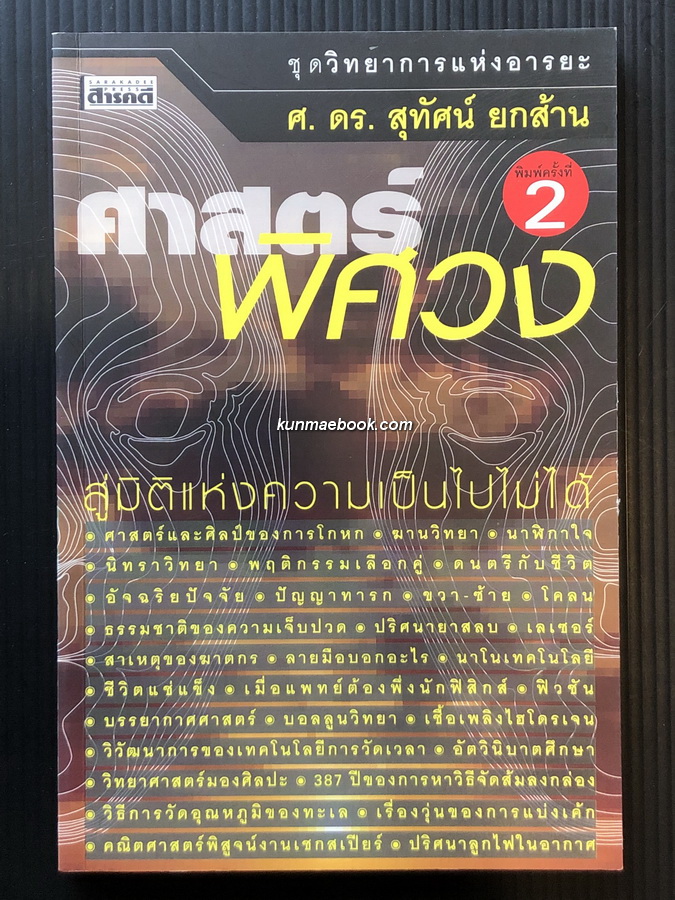 ชุดวิทยาการแห่งอารยะ
SARAKADEE
PRESS
สารคดี
ศ. ดร. สุทัศน์ ยกส้าน
พิมพ์ครั้งที่
2
ศาสตร์
พิศวง
kunmaebook.com
สู่มิติแห่งความเป็นไปไม่ได้
• ศาสตร์และศิลป์ของการโกหก • ฆานวิทยา • นาฬิกาใจ
• นิทราวิทยา • พฤติกรรมเลือกคู่ • ดนตรีกับชีวิต
• อัจฉริยปัจจัย • ปัญญาทารก • ขวา-ซ้าย • โคลน
• ธรรมชาติของความเจ็บปวด • ปริศนายาสลบ • เลเซอร์
• สาเหตุของฆาตกร • ลายมือบอกอะไร • นาโนเทคโนโลยี
• ชีวิตแช่แข็ง • เมื่อแพทย์ต้องพึ่งนักฟิสิกส์ • ฟิวชัน
• บรรยากาศศาสตร์ • บอลลูนวิทยา • เชื้อเพลิงไฮโดรเจน
• วิวัฒนาการของเทคโนโลยีการวัดเวลา • อัตวินิบาตศึกษา
• วิทยาศาสตร์มองศิลปะ • 387 ปีของการหาวิธีจัดส้มลงกล่อง
• วิธีการวัดอุณหภูมิของทะเล • เรื่องวุ่นของการแบ่งเค้ก
• คณิตศาสตร์พิสูจน์งานเชกสเปียร์ • ปริศนาลูกไฟในอากาศ